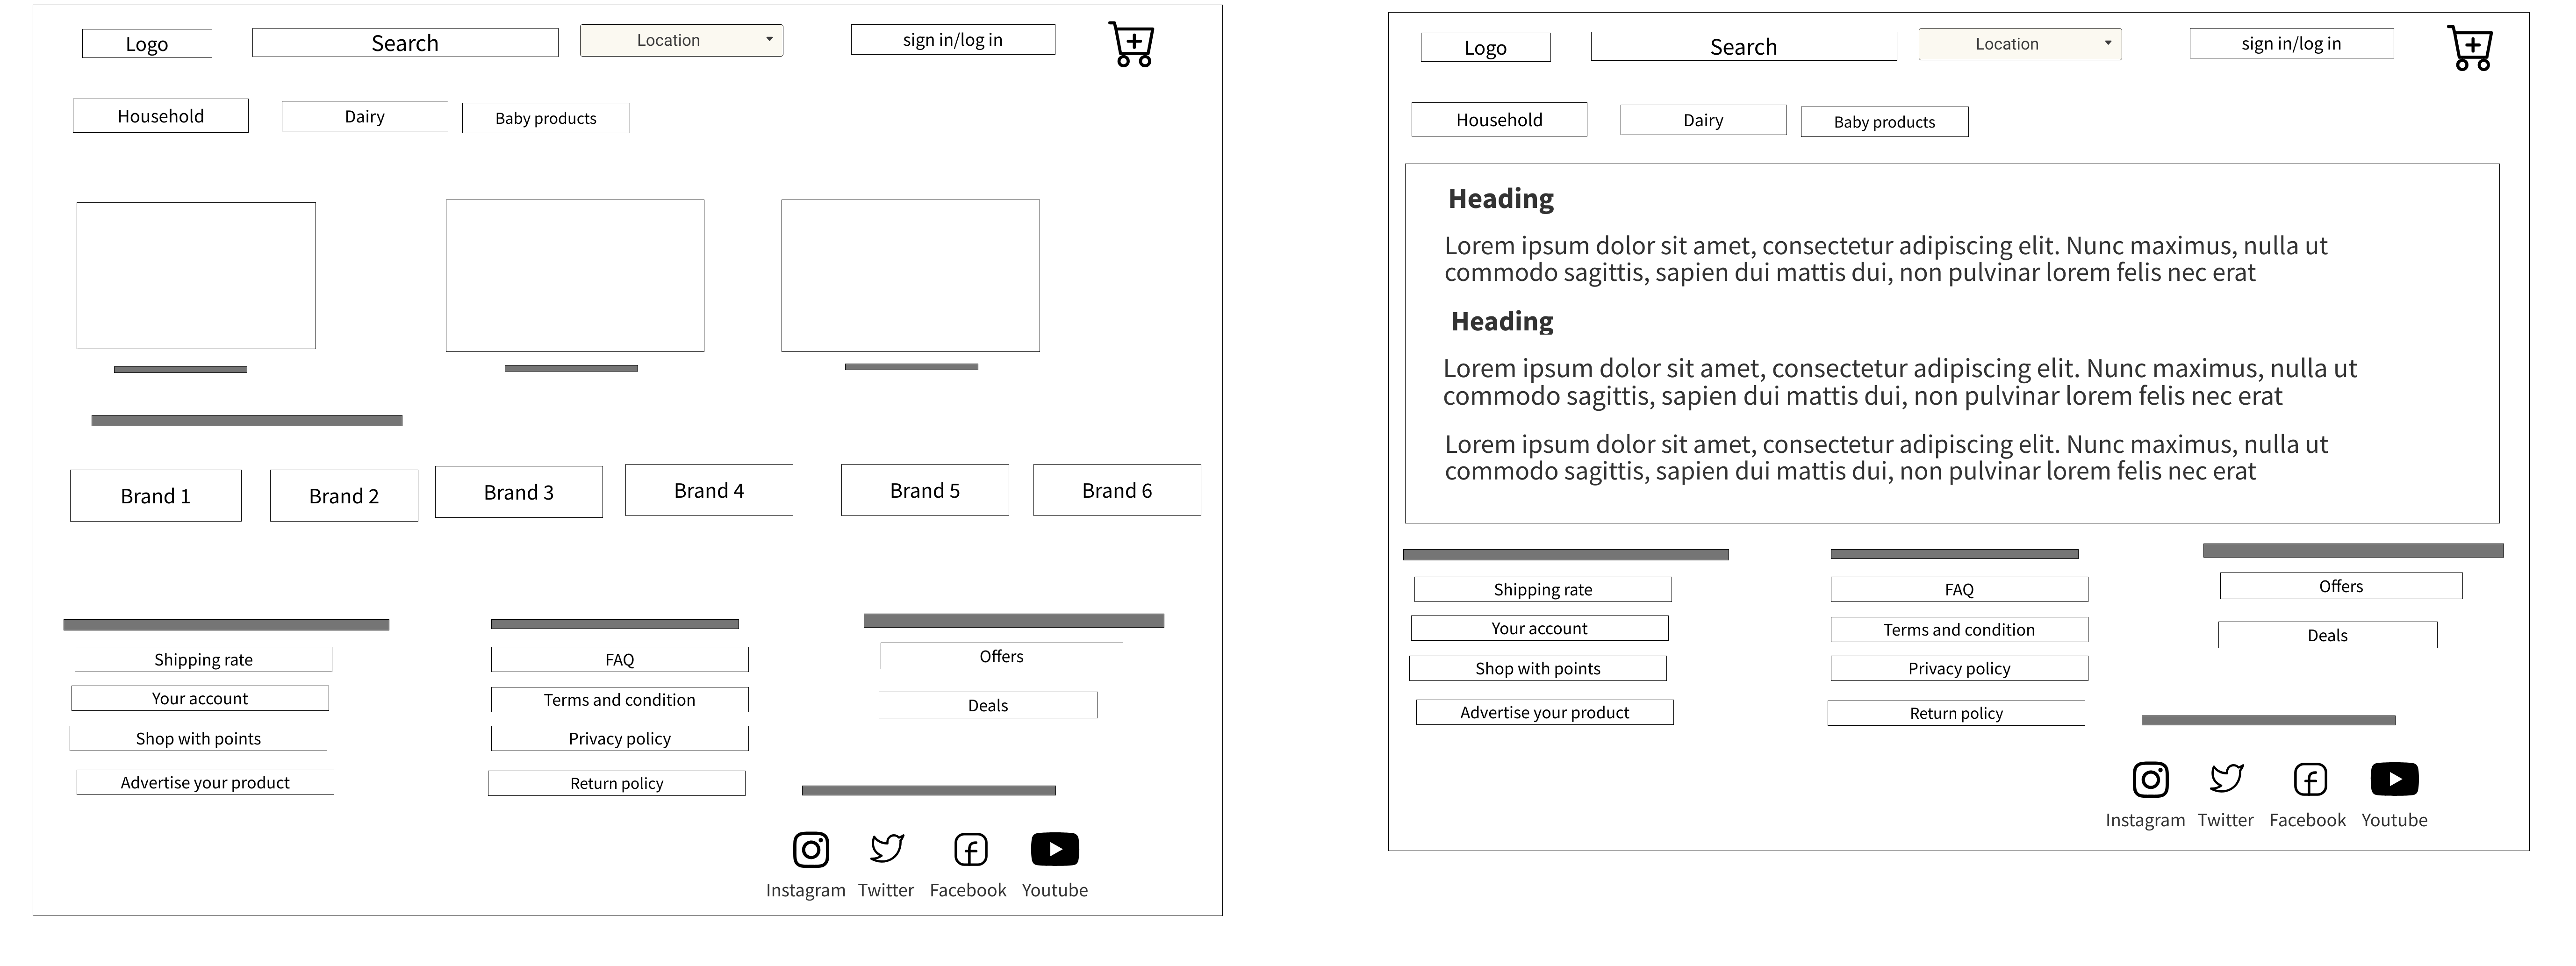 Logo
Search
Location
sign in/log in
Household
Dairy
Baby products
Brand 1
Brand 2
Brand 3
Brand 4
Brand 5
Brand 6
Shipping rate
Your account
Shop with points
Advertise your product
FAQ
Terms and condition
Privacy policy
Return policy
Offers
Deals
Instagram
Twitter
Facebook
Youtube
Logo
Search
Location
sign in/log in
Household
Dairy
Baby products
Heading
Lorem ipsum dolor sit amet, consectetur adipiscing elit. Nunc maximus, nulla ut
commodo sagittis, sapien dui mattis dui, non pulvinar lorem felis nec erat
Heading
Lorem ipsum dolor sit amet, consectetur adipiscing elit. Nunc maximus, nulla ut
commodo sagittis, sapien dui mattis dui, non pulvinar lorem felis nec erat
Lorem ipsum dolor sit amet, consectetur adipiscing elit. Nunc maximus, nulla ut
commodo sagittis, sapien dui mattis dui, non pulvinar lorem felis nec erat
Shipping rate
Your account
Shop with points
Advertise your product
FAQ
Terms and condition
Privacy policy
Return policy
Offers
Deals
Instagram
Twitter
Facebook
Youtube